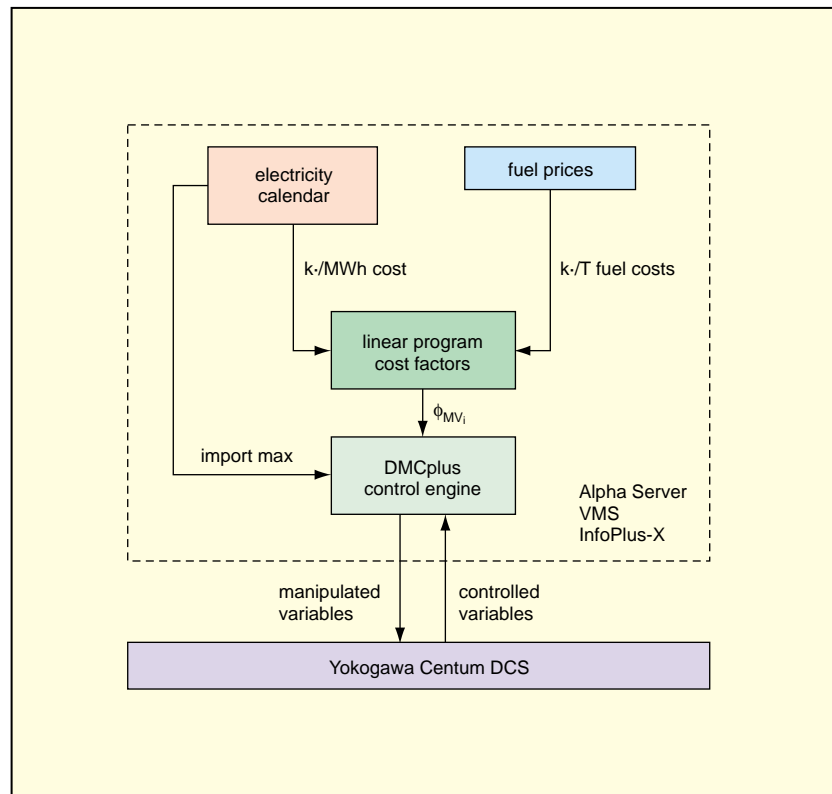 electricity
calendar
fuel prices
k·/MWh cost
k·/T fuel costs
linear program
cost factors
ϕMVi
import max
DMCplus
control engine
Alpha Server
VMS
InfoPlus-X
manipulated
variables
controlled
variables
Yokogawa Centum DCS